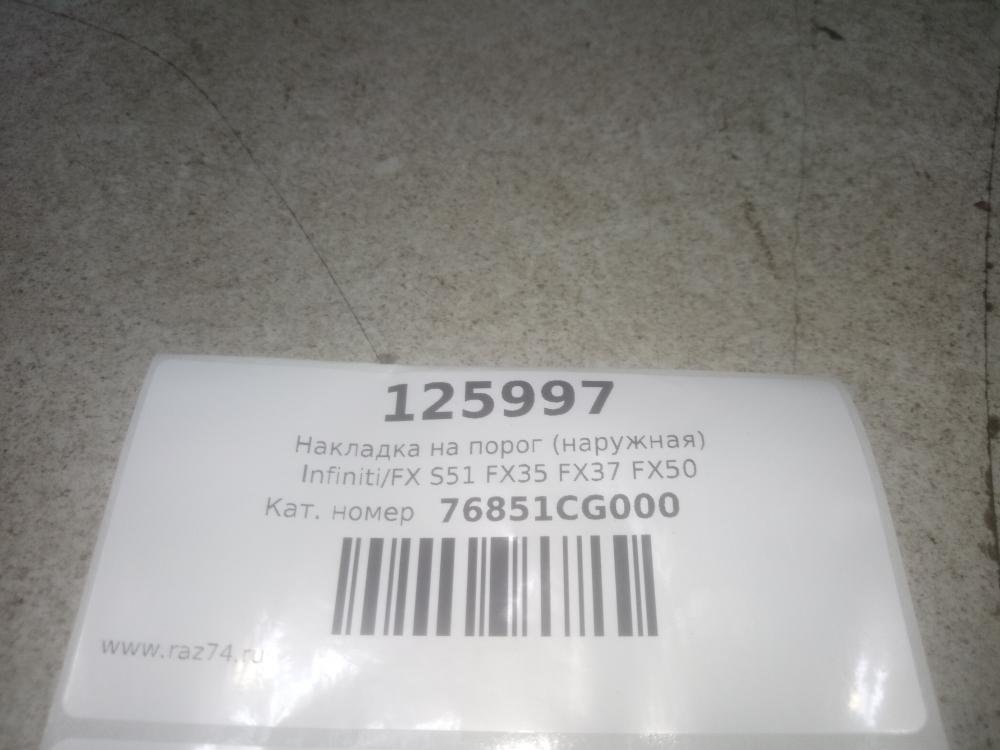 125997
Накладка на порог (наружная)
Infiniti/FX S51 FX35 FX37 FX50
Кат. номер 76851CG000
www.raz74.ru